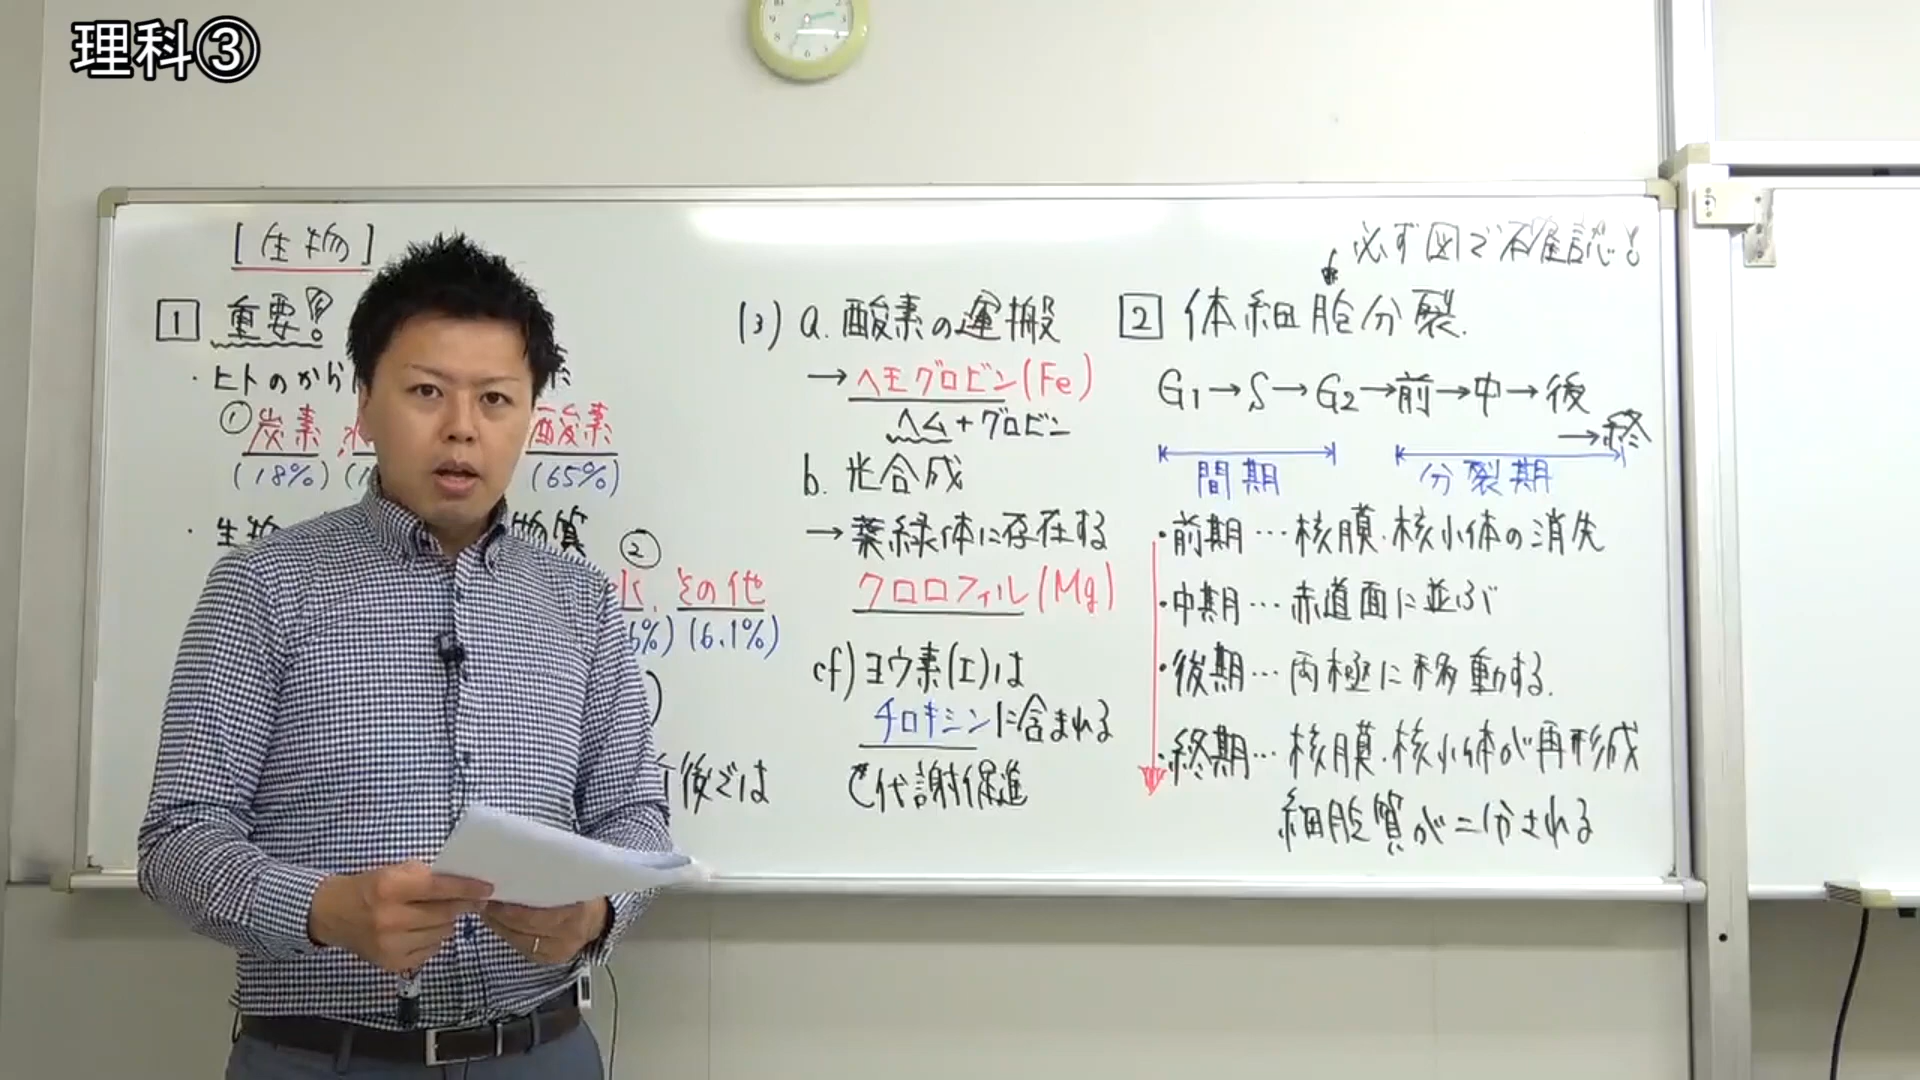 理科③
[生物]
1 重要!
・ヒトのから
①炭素, 酸素
(18%) (65%)
・生物 物質
②
水, その他
6%) (6.1%)
後では
(3) a. 酸素の運搬
→ヘモグロビン(Fe)
ヘム+グロビン
b. 光合成
→葉緑体に存在する
クロロフィル(Mg)
cf) ヨウ素(I)は
チロキシンに含まれる
で代謝促進
必ず図で確認!
2 体細胞分裂.
G1→S→G2→前→中→後
→終
間期 分裂期
・前期…核膜・核小体の消失
・中期…赤道面に並ぶ
・後期…両極に移動する.
・終期…核膜・核小体が再形成
細胞質が二分される